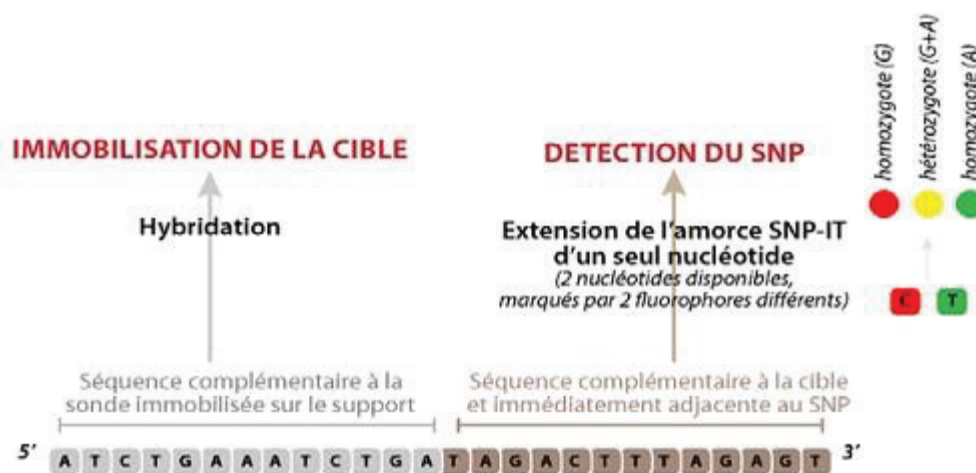 IMMOBILISATION DE LA CIBLE
Hybridation
Séquence complémentaire à la
sonde immobilisée sur le support
DETECTION DU SNP
Extension de l'amorce SNP-IT
d'un seul nucléotide
(2 nucléotides disponibles,
marqués par 2 fluorophores différents)
Séquence complémentaire à la cible
et immédiatement adjacente au SNP
homozygote (G)
hétérozygote (G+A)
homozygote (A)
C T
5' A T C T G A A A T C T G A T A G A C T T T A G A G T 3'